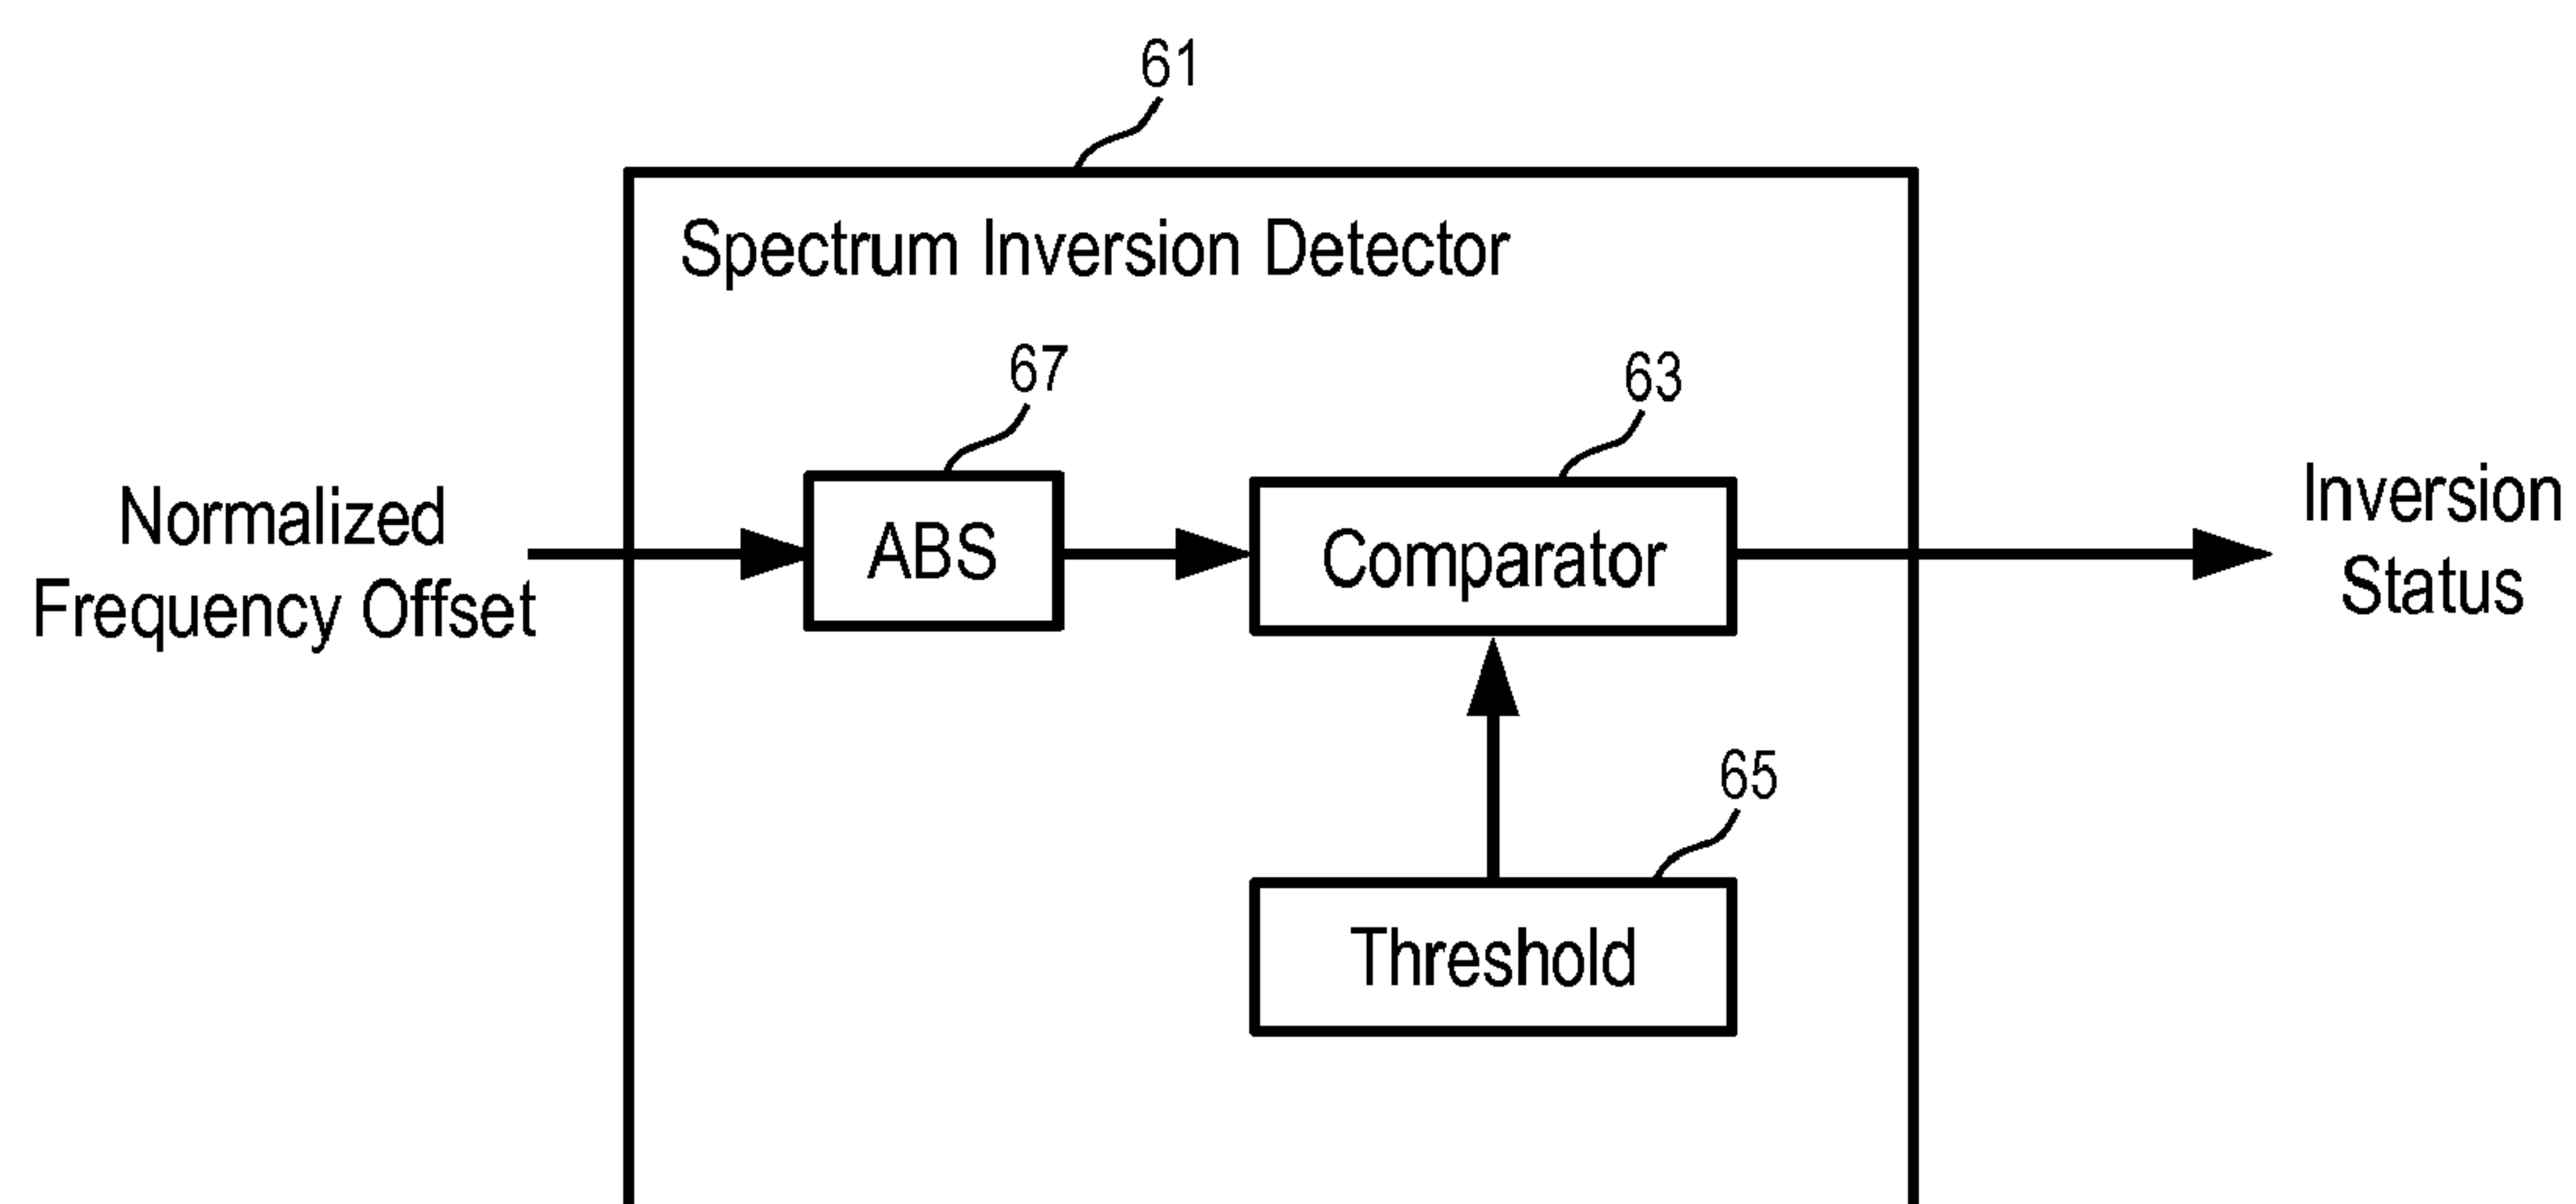 61
Spectrum Inversion Detector
67
63
Normalized
Frequency Offset
ABS
Comparator
Inversion
Status
65
Threshold